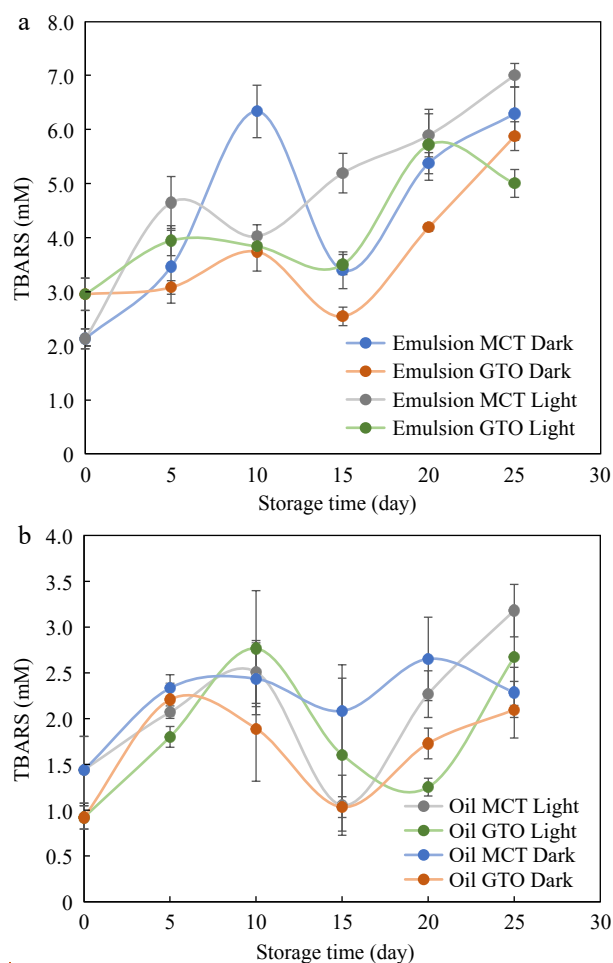 a
8.0
7.0
6.0
5.0
4.0
3.0
2.0
1.0
0
TBARS (mM)
Emulsion MCT Dark
Emulsion GTO Dark
Emulsion MCT Light
Emulsion GTO Light
0 5 10 15 20 25 30
Storage time (day)
b
4.0
3.5
3.0
2.5
2.0
1.5
1.0
0.5
0
TBARS (mM)
Oil MCT Light
Oil GTO Light
Oil MCT Dark
Oil GTO Dark
0 5 10 15 20 25 30
Storage time (day)